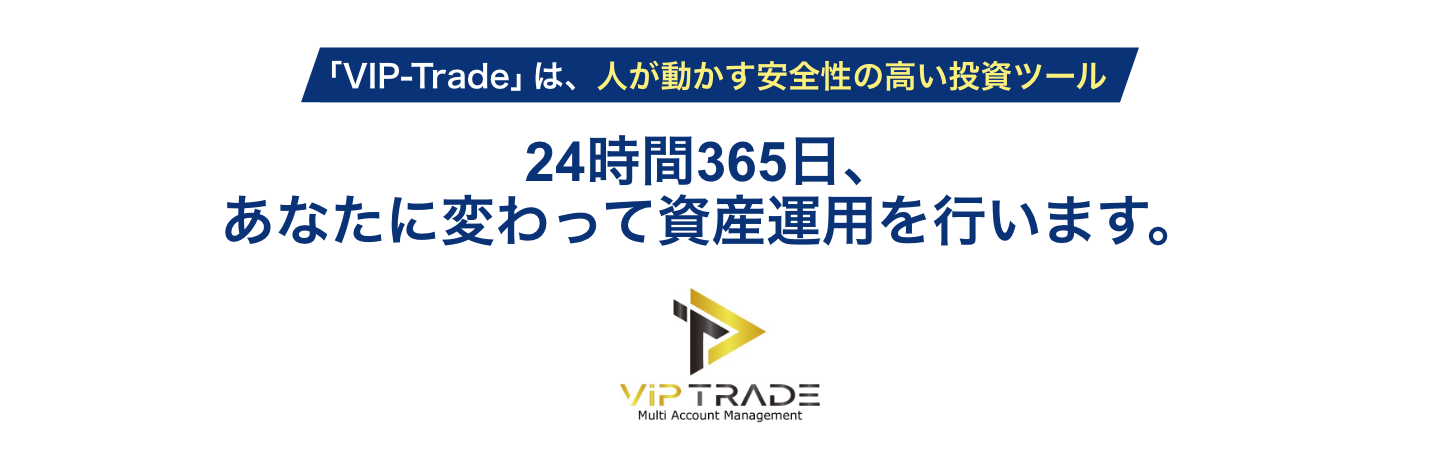 「VIP-Trade」は、人が動かす安全性の高い投資ツール
24時間365日、
あなたに変わって資産運用を行います。
ViP TRADE
Multi Account Management